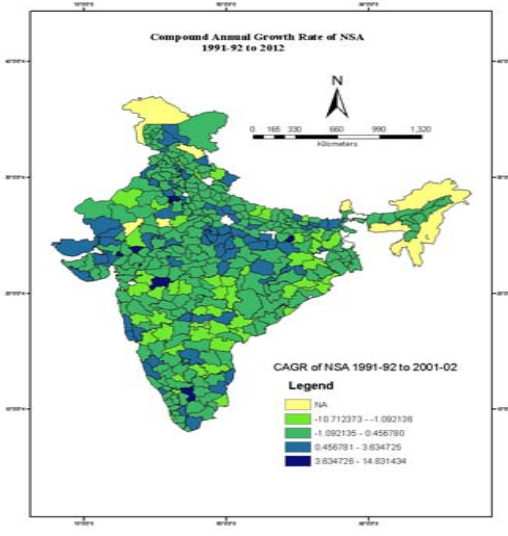 Compound Annual Growth Rate of NSA
1991-92 to 2012
N
0 165 330 660 990 1,320
Kilometers
CAGR of NSA 1991-92 to 2001-02
Legend
NA
-10.712373 - -1.092136
-1.092135 - 0.456780
0.456781 - 3.634725
3.634726 - 14.831434